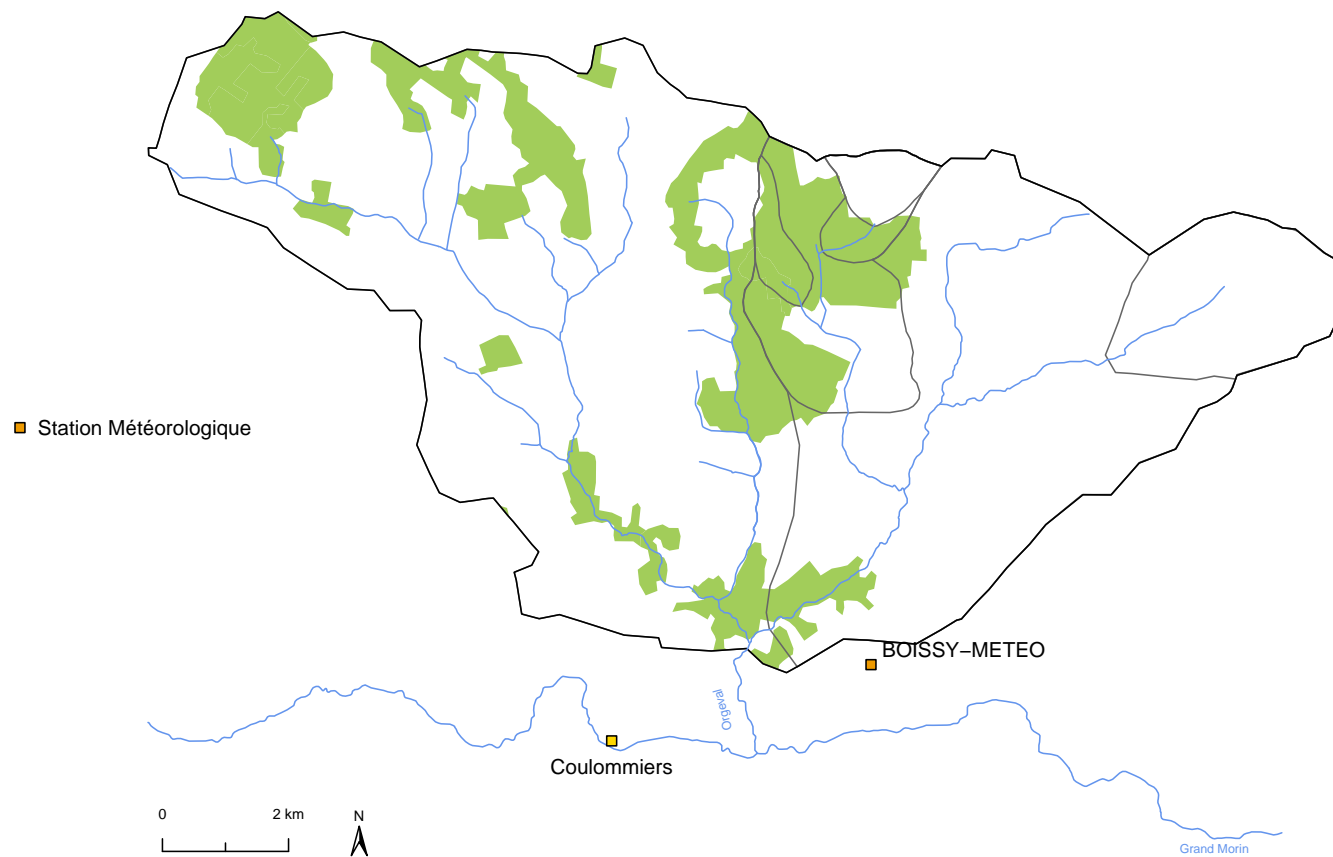 Station Météorologique
BOISSY−METEO
Orgeval
Coulommiers
0 2 km
N
Grand Morin